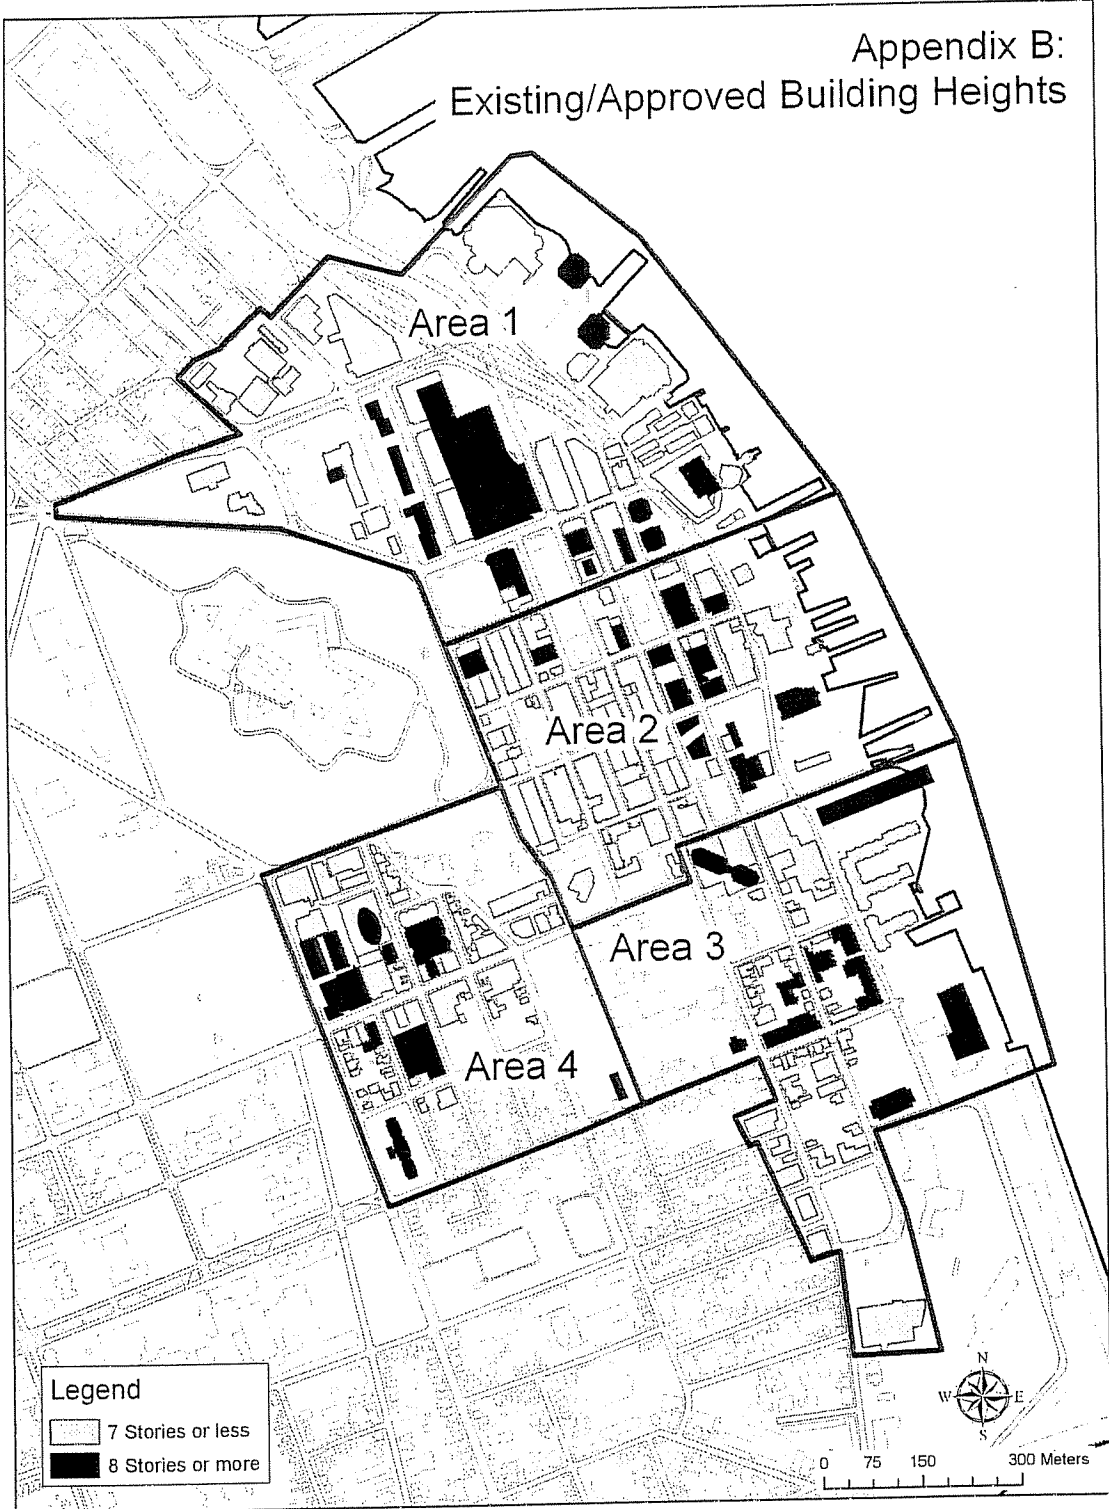 Appendix B:
Existing/Approved Building Heights
Area 1
Area 2
Area 3
Area 4
Legend
7 Stories or less
8 Stories or more
N
W E
S
0 75 150 300 Meters